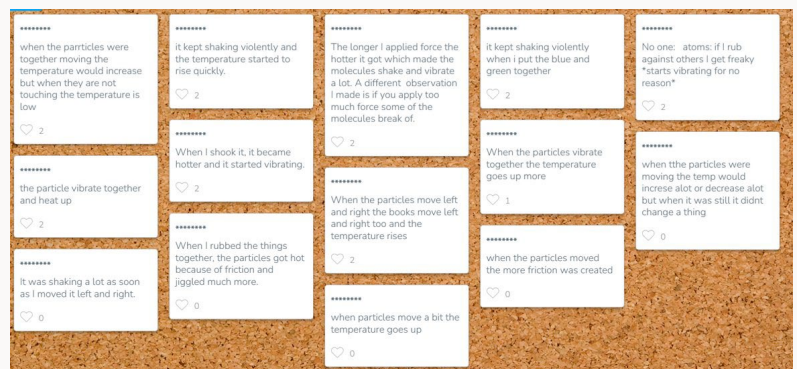 ********
when the parrticles were
together moving the
temperature would increase
but when they are not
touching the temperature is
low
2
********
the particle vibrate together
and heat up
2
********
It was shaking a lot as soon
as I moved it left and right.
0
********
it kept shaking violently and
the temperature started to
rise quickly.
2
********
When I shook it, it became
hotter and it started vibrating.
2
********
When I rubbed the things
together, the particles got hot
because of friction and
jiggled much more.
0
********
The longer I applied force the
hotter it got which made the
molecules shake and vibrate
a lot. A different observation
I made is if you apply too
much force some of the
molecules break of.
2
********
When the particles move left
and right the books move left
and right too and the
temperature rises
2
********
when particles move a bit the
temperature goes up
0
********
it kept shaking violently
when i put the blue and
green together
2
********
When the particles vibrate
together the temperature
goes up more
1
********
when the particles moved
the more friction was created
0
********
No one: atoms: if I rub
against others I get freaky
*starts vibrating for no
reason*
2
********
when tthe particles were
moving the temp would
increse alot or decrease alot
but when it was still it didnt
change a thing
0